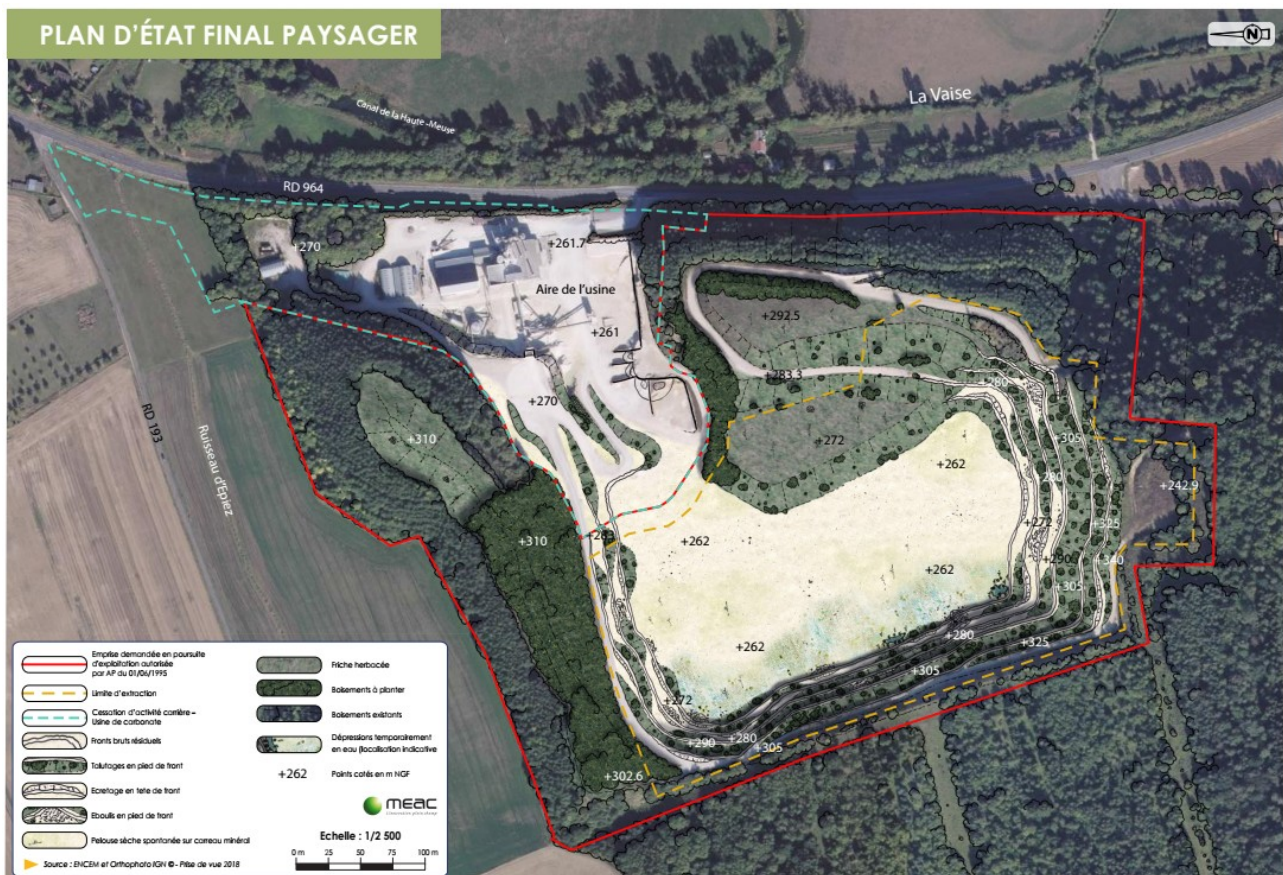 PLAN D'ÉTAT FINAL PAYSAGER
N
La Vaise
Canal de la Haute-Meuse
RD 964
+270
+261.7
Aire de l'usine
+261
+292.5
+283.3
+280
+270
+310
+272
+305
+262
+280
+242.9
RD 193
Ruisseau d'Epiez
+272
+325
+310
+283
+262
+290
+340
+262
+305
+280
+325
+262
+305
+272
+290
+280
+305
+302.6
Emprise demandée en poursuite
d'exploitation autorisée
par AP du 01/06/1995
Limite d'extraction
Cessation d'activité carrière –
Usine de carbonate
Fronts bruts résiduels
Talutages en pied de front
Ecretage en tete de front
Eboulis en pied de front
Pelouse sèche spontanée sur carreau minéral
Source : ENCEM et Orthophoto IGN © - Prise de vue 2018
Friche herbacée
Boisements à planter
Boisements existants
Dépressions temporairement
en eau (localisation indicative
+262 Points cotés en m NGF
meac
Echelle : 1/2 500
0 m 50 m 100 m